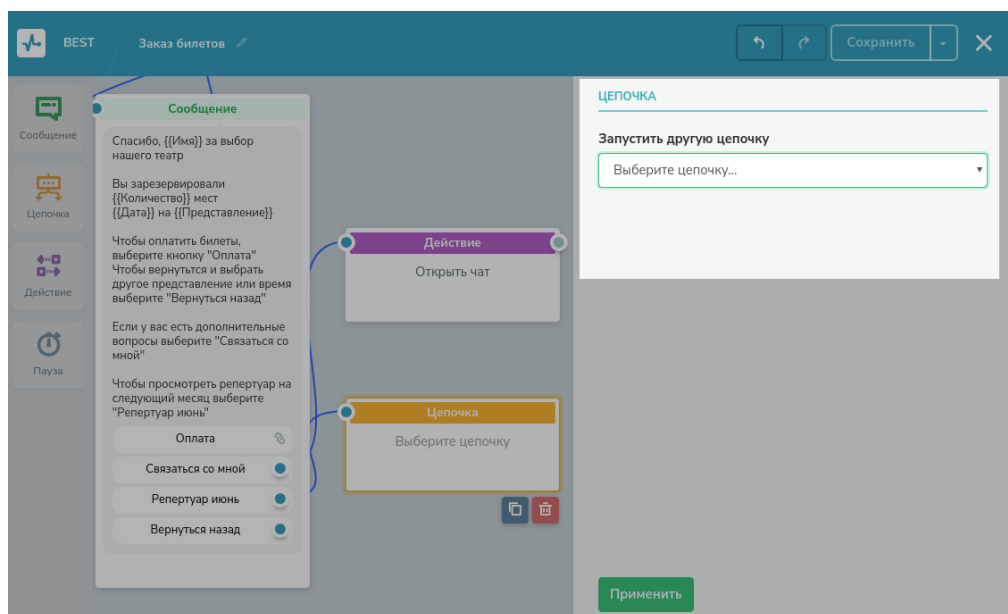 BEST
Заказ билетов
Сохранить
Сообщение
Цепочка
Действие
Пауза
Сообщение
Спасибо, {{Имя}} за выбор
нашего театр
Вы зарезервировали
{{Количество}} мест
{{Дата}} на {{Представление}}
Чтобы оплатить билеты,
выберите кнопку "Оплата"
Чтобы вернутьтся и выбрать
другое представление или время
выберите "Вернуться назад"
Если у вас есть дополнительные
вопросы выберите "Связаться со
мной"
Чтобы просмотреть репертуар на
следующий месяц выберите
"Репертуар июнь"
Оплата
Связаться со мной
Репертуар июнь
Вернуться назад
Действие
Открыть чат
Цепочка
Выберите цепочку
ЦЕПОЧКА
Запустить другую цепочку
Выберите цепочку...
Применить